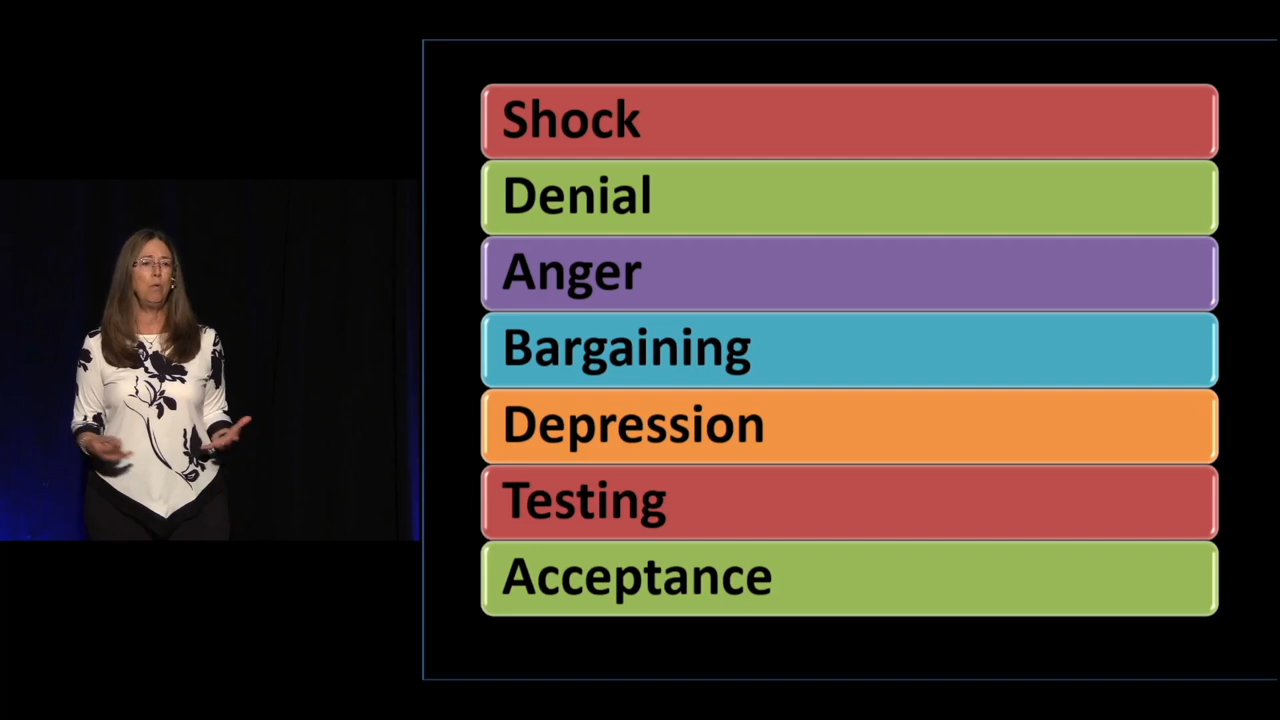 Shock
Denial
Anger
Bargaining
Depression
Testing
Acceptance